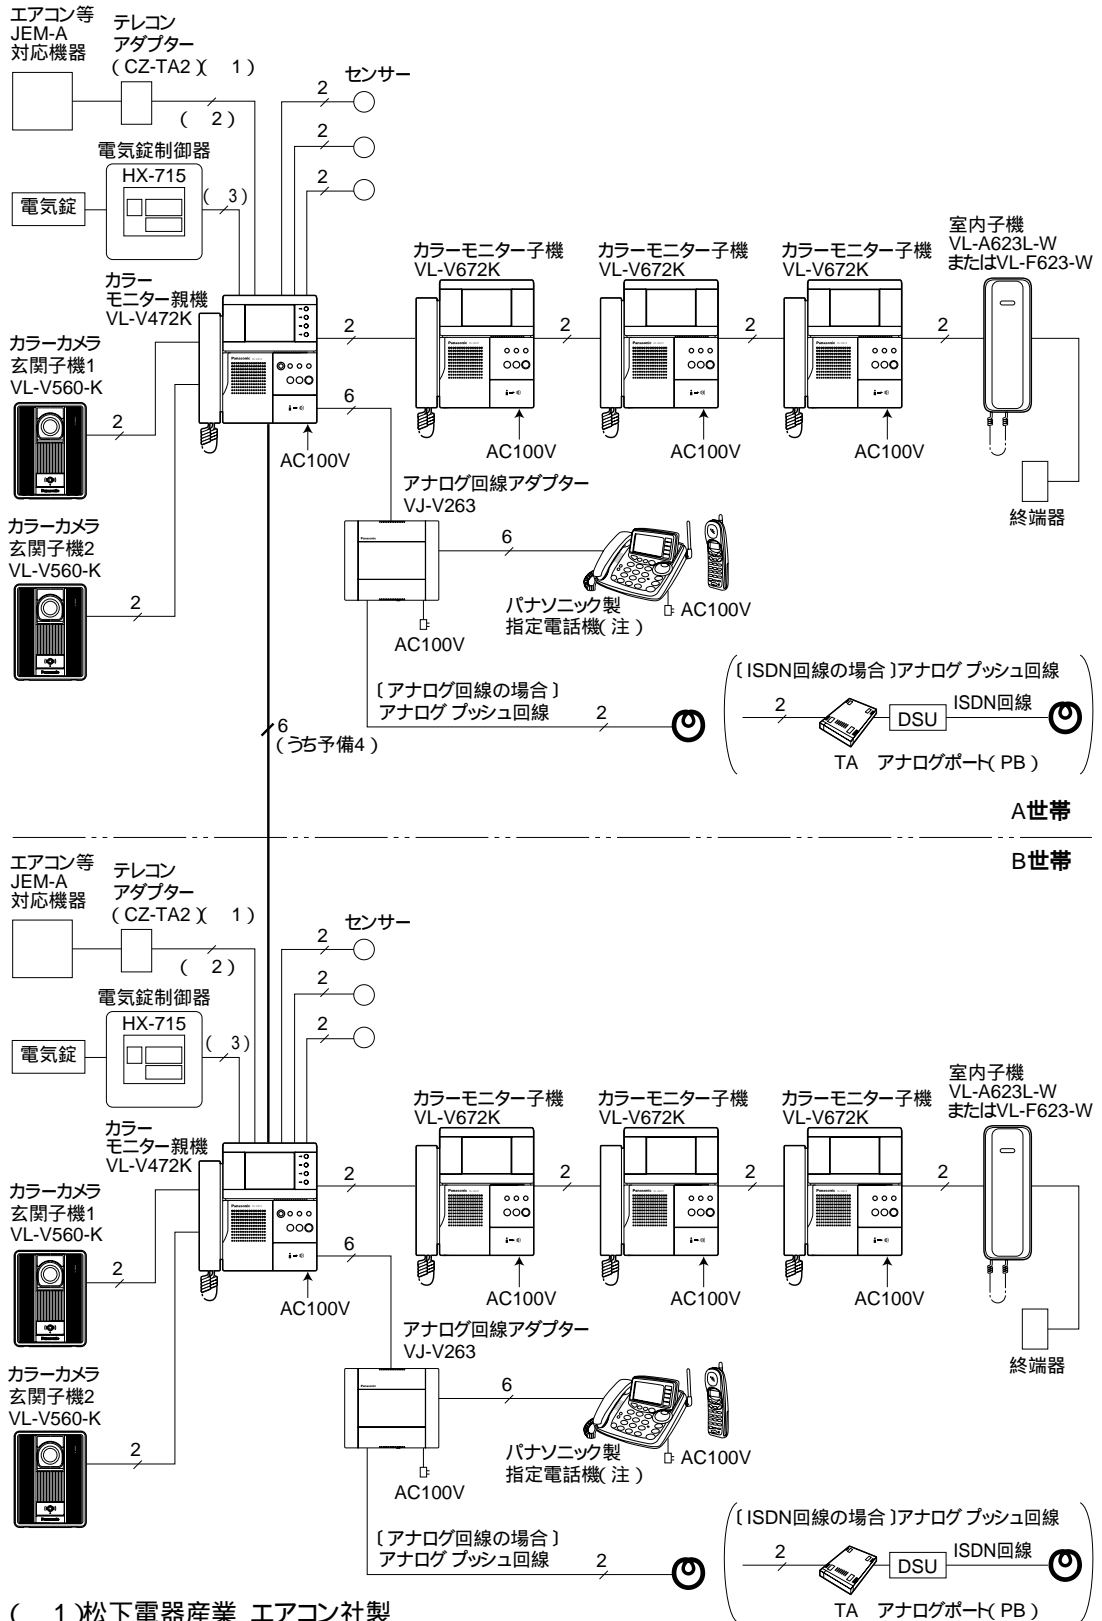 エアコン等
JEM-A
対応機器
テレコン
アダプター
( CZ-TA2 )( 1 )
( 2 )
2
センサー
2
2
電気錠制御器
HX-715
( 3 )
電気錠
カラー
モニター親機
VL-V472K
カラーカメラ
玄関子機1
VL-V560-K
2
カラーカメラ
玄関子機2
VL-V560-K
2
AC100V
2
6
カラーモニター子機
VL-V672K
AC100V
2
カラーモニター子機
VL-V672K
AC100V
2
カラーモニター子機
VL-V672K
AC100V
2
室内子機
VL-A623L-W
またはVL-F623-W
終端器
アナログ回線アダプター
VJ-V263
AC100V
6
パナソニック製
指定電話機( 注 )
AC100V
〔 アナログ回線の場合 〕
アナログ プッシュ回線
2
〔 ISDN回線の場合 〕アナログ プッシュ回線
2
DSU
ISDN回線
TA アナログポート( PB )
6
( うち予備4 )
A世帯
B世帯
エアコン等
JEM-A
対応機器
テレコン
アダプター
( CZ-TA2 )( 1 )
( 2 )
2
センサー
2
2
電気錠制御器
HX-715
( 3 )
電気錠
カラー
モニター親機
VL-V472K
カラーカメラ
玄関子機1
VL-V560-K
2
カラーカメラ
玄関子機2
VL-V560-K
2
AC100V
2
6
カラーモニター子機
VL-V672K
AC100V
2
カラーモニター子機
VL-V672K
AC100V
2
カラーモニター子機
VL-V672K
AC100V
2
室内子機
VL-A623L-W
またはVL-F623-W
終端器
アナログ回線アダプター
VJ-V263
AC100V
6
パナソニック製
指定電話機( 注 )
AC100V
〔 アナログ回線の場合 〕
アナログ プッシュ回線
2
〔 ISDN回線の場合 〕アナログ プッシュ回線
2
DSU
ISDN回線
TA アナログポート( PB )
( 1 )松下電器産業 エアコン社製